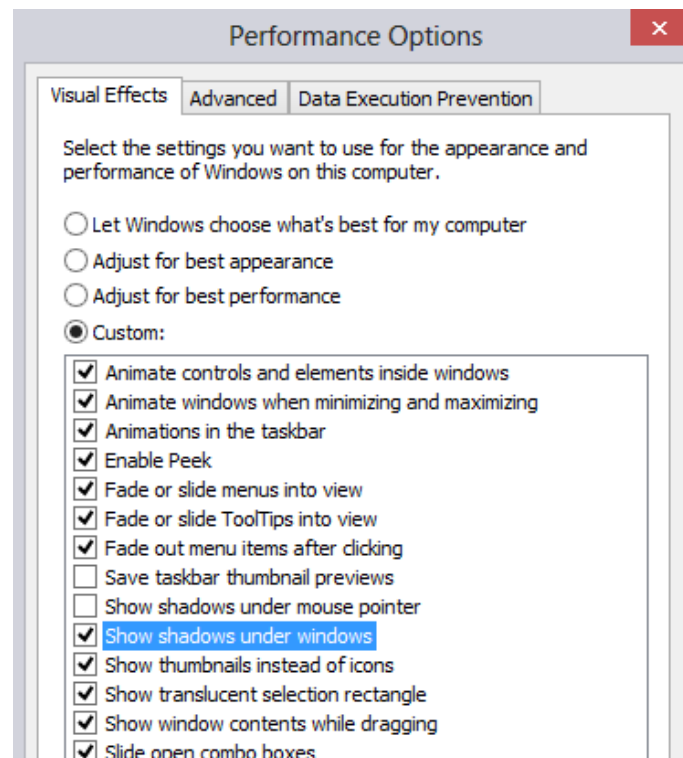 Performance Options
Visual Effects Advanced Data Execution Prevention
Select the settings you want to use for the appearance and
performance of Windows on this computer.
Let Windows choose what's best for my computer
Adjust for best appearance
Adjust for best performance
Custom:
Animate controls and elements inside windows
Animate windows when minimizing and maximizing
Animations in the taskbar
Enable Peek
Fade or slide menus into view
Fade or slide ToolTips into view
Fade out menu items after clicking
Save taskbar thumbnail previews
Show shadows under mouse pointer
Show shadows under windows
Show thumbnails instead of icons
Show translucent selection rectangle
Show window contents while dragging
Slide open combo boxes